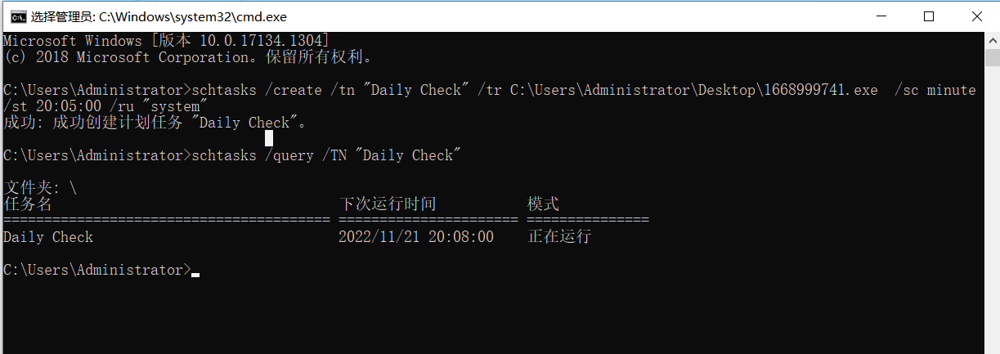 选择管理员: C:\Windows\system32\cmd.exe
Microsoft Windows [版本 10.0.17134.1304]
(c) 2018 Microsoft Corporation。保留所有权利。
C:\Users\Administrator>schtasks /create /tn "Daily Check" /tr C:\Users\Administrator\Desktop\1668999741.exe  /sc minute
/st 20:05:00 /ru "system"
成功: 成功创建计划任务 "Daily Check"。
C:\Users\Administrator>schtasks /query /TN "Daily Check"
文件夹: \
任务名                                   下次运行时间           模式
======================================== ====================== ===============
Daily Check                              2022/11/21 20:08:00    正在运行
C:\Users\Administrator>